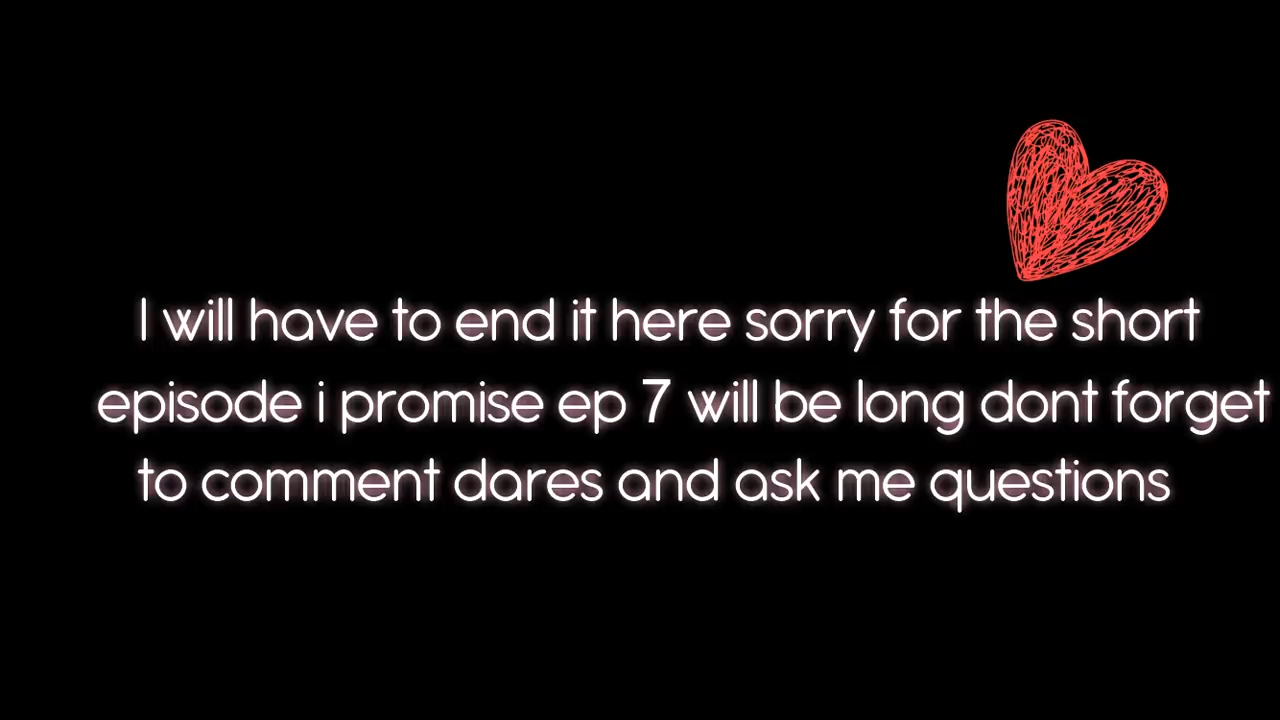 I will have to end it here sorry for the short
episode i promise ep 7 will be long dont forget
to comment dares and ask me questions